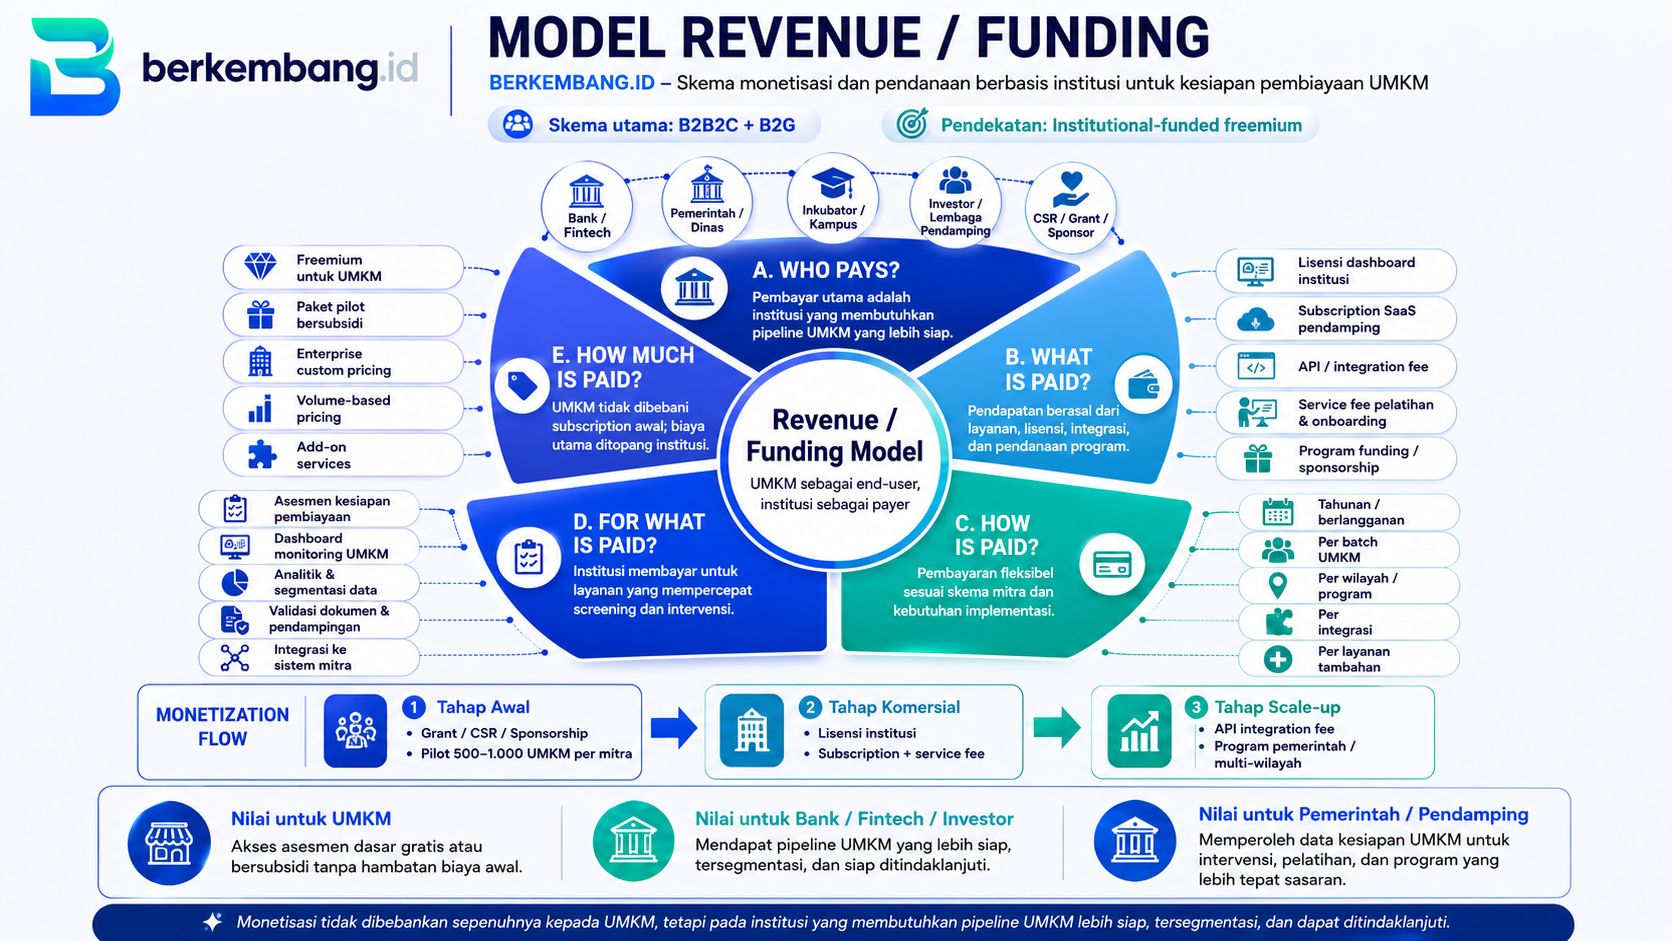 berkembang.id
MODEL REVENUE / FUNDING
BERKEMBANG.ID – Skema monetisasi dan pendanaan berbasis institusi untuk kesiapan pembiayaan UMKM
Skema utama: B2B2C + B2G
Pendekatan: Institutional-funded freemium
Bank /
Fintech
Pemerintah /
Dinas
Inkubator /
Kampus
Investor /
Lembaga
Pendamping
CSR / Grant /
Sponsor
A. WHO PAYS?
Pembayar utama adalah
institusi yang membutuhkan
pipeline UMKM yang lebih siap.
Freemium
untuk UMKM
Paket pilot
bersubsidi
Enterprise
custom pricing
Volume-based
pricing
Add-on
services
E. HOW MUCH
IS PAID?
UMKM tidak dibebani
subscription awal; biaya
utama ditopang institusi.
B. WHAT
IS PAID?
Pendapatan berasal dari
layanan, lisensi, integrasi,
dan pendanaan program.
Lisensi dashboard
institusi
Subscription SaaS
pendamping
API / integration fee
Service fee pelatihan
& onboarding
Program funding /
sponsorship
Revenue /
Funding Model
UMKM sebagai end-user,
institusi sebagai payer
Asesmen kesiapan
pembiayaan
Dashboard
monitoring UMKM
Analitik &
segmentasi data
Validasi dokumen &
pendampingan
Integrasi ke
sistem mitra
D. FOR WHAT
IS PAID?
Institusi membayar untuk
layanan yang mempercepat
screening dan intervensi.
C. HOW
IS PAID?
Pembayaran fleksibel
sesuai skema mitra dan
kebutuhan implementasi.
Tahunan /
berlangganan
Per batch
UMKM
Per wilayah /
program
Per
integrasi
Per layanan
tambahan
MONETIZATION
FLOW
1 Tahap Awal
• Grant / CSR / Sponsorship
• Pilot 500–1.000 UMKM per mitra
2 Tahap Komersial
• Lisensi institusi
• Subscription + service fee
3 Tahap Scale-up
• API integration fee
• Program pemerintah /
multi-wilayah
Nilai untuk UMKM
Akses asesmen dasar gratis atau
bersubsidi tanpa hambatan biaya awal.
Nilai untuk Bank / Fintech / Investor
Mendapat pipeline UMKM yang lebih siap,
tersegmentasi, dan siap ditindaklanjuti.
Nilai untuk Pemerintah / Pendamping
Memperoleh data kesiapan UMKM untuk
intervensi, pelatihan, dan program yang
lebih tepat sasaran.
Monetisasi tidak dibebankan sepenuhnya kepada UMKM, tetapi pada institusi yang membutuhkan pipeline UMKM lebih siap, tersegmentasi, dan dapat ditindaklanjuti.